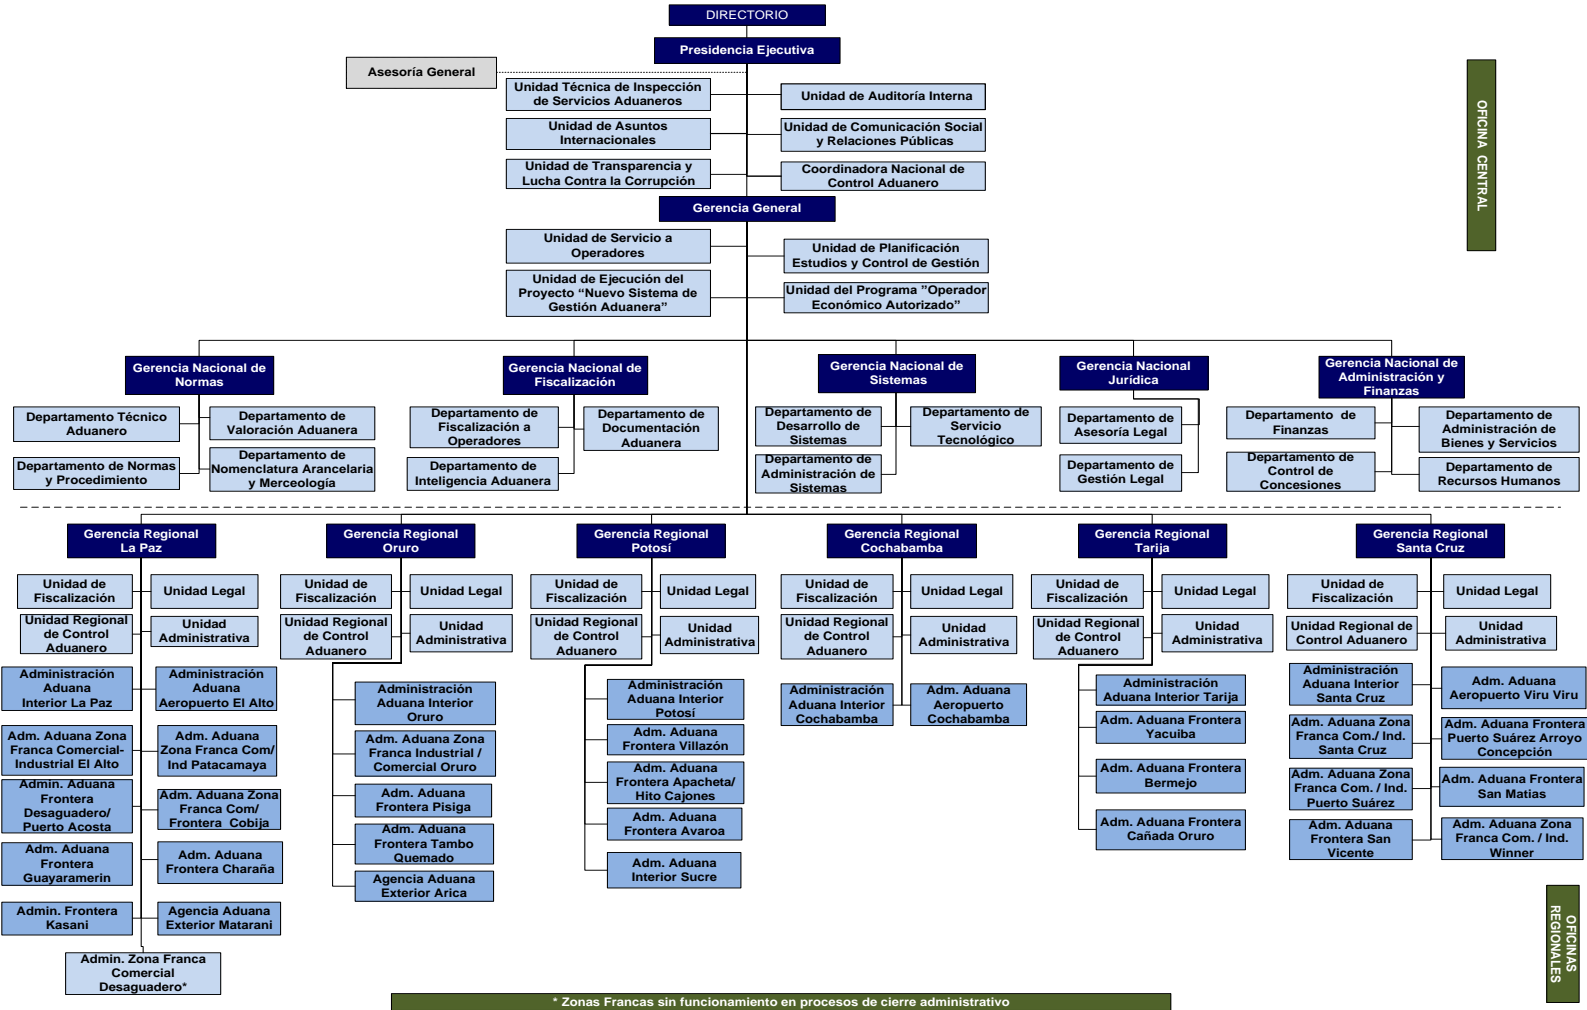 DIRECTORIO
Presidencia Ejecutiva
Asesoría General
Unidad Técnica de Inspección
de Servicios Aduaneros
Unidad de Auditoría Interna
Unidad de Asuntos
Internacionales
Unidad de Comunicación Social
y Relaciones Públicas
Unidad de Transparencia y
Lucha Contra la Corrupción
Coordinadora Nacional de
Control Aduanero
OFICINA CENTRAL
Gerencia General
Unidad de Servicio a
Operadores
Unidad de Planificación
Estudios y Control de Gestión
Unidad de Ejecución del
Proyecto “Nuevo Sistema de
Gestión Aduanera”
Unidad del Programa ”Operador
Económico Autorizado”
Gerencia Nacional de
Normas
Gerencia Nacional de
Fiscalización
Gerencia Nacional de
Sistemas
Gerencia Nacional
Jurídica
Gerencia Nacional de
Administración y
Finanzas
Departamento Técnico
Aduanero
Departamento de
Valoración Aduanera
Departamento de Normas
y Procedimiento
Departamento de
Nomenclatura Arancelaria
y Merceología
Departamento de
Fiscalización a
Operadores
Departamento de
Documentación
Aduanera
Departamento de
Inteligencia Aduanera
Departamento de
Desarrollo de
Sistemas
Departamento de
Servicio
Tecnológico
Departamento de
Administración de
Sistemas
Departamento de
Asesoría Legal
Departamento de
Gestión Legal
Departamento de
Finanzas
Departamento de
Administración de
Bienes y Servicios
Departamento de
Control de
Concesiones
Departamento de
Recursos Humanos
Gerencia Regional
La Paz
Unidad de
Fiscalización
Unidad Legal
Unidad Regional
de Control
Aduanero
Unidad
Administrativa
Administración
Aduana
Interior La Paz
Administración
Aduana
Aeropuerto El Alto
Adm. Aduana Zona
Franca Comercial-
Industrial El Alto
Adm. Aduana
Zona Franca Com/
Ind Patacamaya
Admin. Aduana
Frontera
Desaguadero/
Puerto Acosta
Adm. Aduana Zona
Franca Com/
Frontera Cobija
Adm. Aduana
Frontera
Guayaramerin
Adm. Aduana
Frontera Charaña
Admin. Frontera
Kasani
Agencia Aduana
Exterior Matarani
Admin. Zona Franca
Comercial
Desaguadero*
Gerencia Regional
Oruro
Unidad de
Fiscalización
Unidad Legal
Unidad Regional
de Control
Aduanero
Unidad
Administrativa
Administración
Aduana Interior
Oruro
Adm. Aduana Zona
Franca Industrial /
Comercial Oruro
Adm. Aduana
Frontera Pisiga
Adm. Aduana
Frontera Tambo
Quemado
Agencia Aduana
Exterior Arica
Gerencia Regional
Potosí
Unidad de
Fiscalización
Unidad Legal
Unidad Regional
de Control
Aduanero
Unidad
Administrativa
Administración
Aduana Interior
Potosí
Adm. Aduana
Frontera Villazón
Adm. Aduana
Frontera Apacheta/
Hito Cajones
Adm. Aduana
Frontera Avaroa
Adm. Aduana
Interior Sucre
Gerencia Regional
Cochabamba
Unidad de
Fiscalización
Unidad Legal
Unidad Regional
de Control
Aduanero
Unidad
Administrativa
Administración
Aduana Interior
Cochabamba
Adm. Aduana
Aeropuerto
Cochabamba
Gerencia Regional
Tarija
Unidad de
Fiscalización
Unidad Legal
Unidad Regional
de Control
Aduanero
Unidad
Administrativa
Administración
Aduana Interior Tarija
Adm. Aduana Frontera
Yacuiba
Adm. Aduana Frontera
Bermejo
Adm. Aduana Frontera
Cañada Oruro
Gerencia Regional
Santa Cruz
Unidad de
Fiscalización
Unidad Legal
Unidad Regional de
Control Aduanero
Unidad
Administrativa
Administración
Aduana Interior
Santa Cruz
Adm. Aduana
Aeropuerto Viru Viru
Adm. Aduana Zona
Franca Com./ Ind.
Santa Cruz
Adm. Aduana Frontera
Puerto Suárez Arroyo
Concepción
Adm. Aduana Zona
Franca Com. / Ind.
Puerto Suárez
Adm. Aduana Frontera
San Matias
Adm. Aduana
Frontera San
Vicente
Adm. Aduana Zona
Franca Com. / Ind.
Winner
OFICINAS
REGIONALES
* Zonas Francas sin funcionamiento en procesos de cierre administrativo